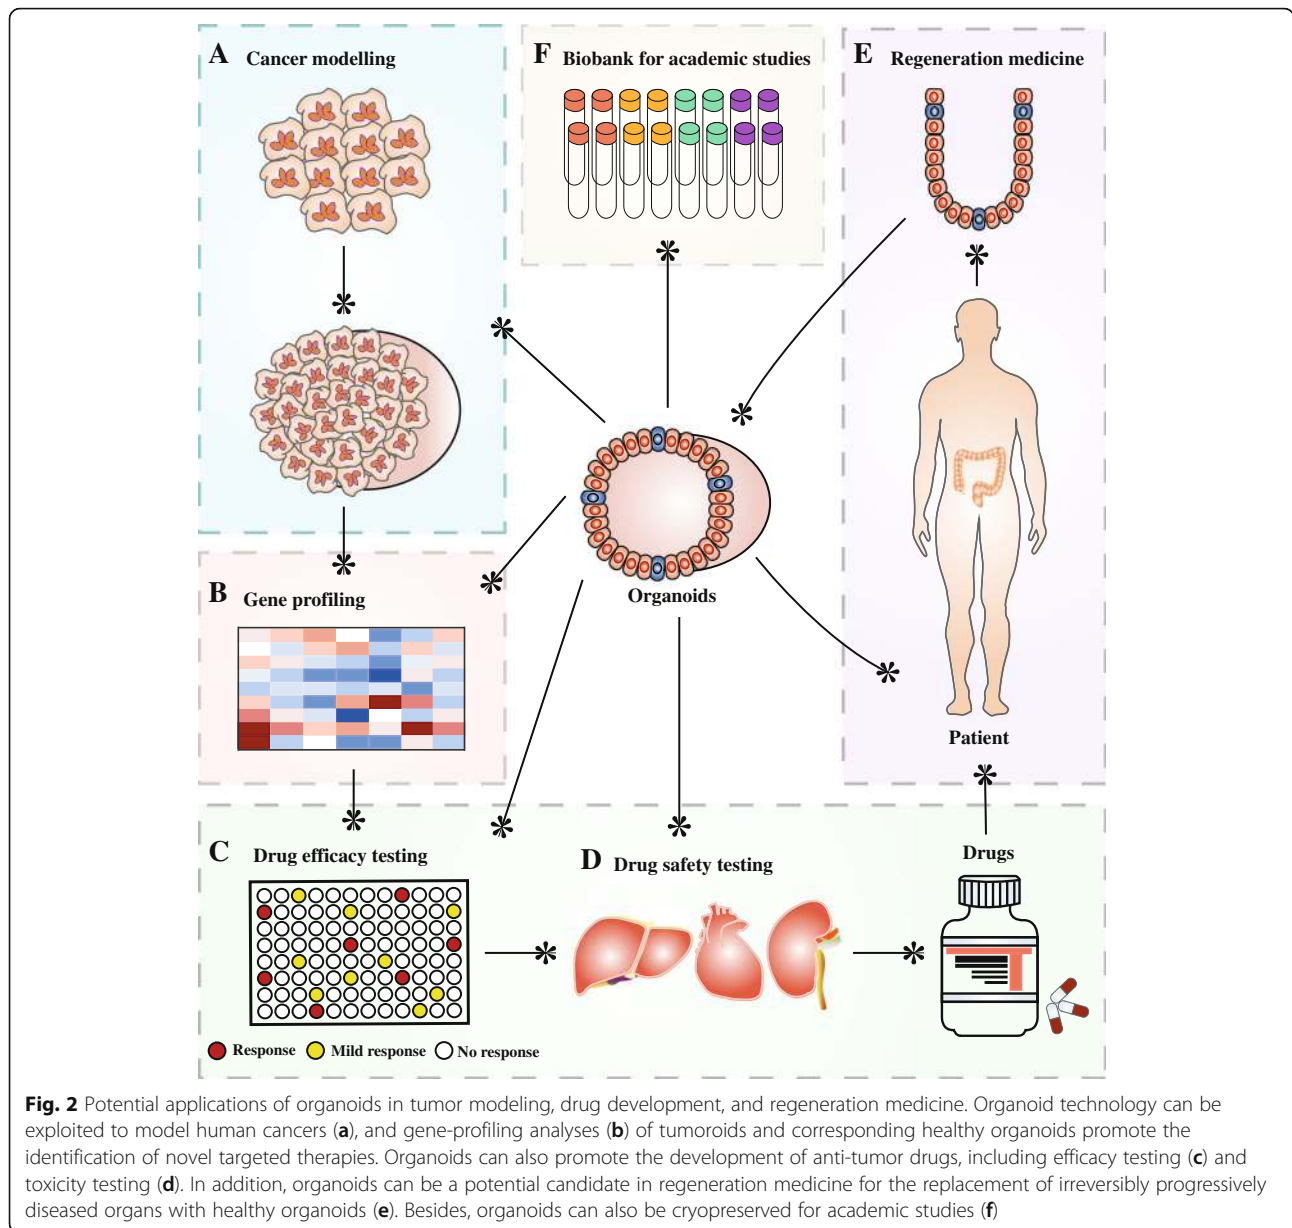 A Cancer modelling
F Biobank for academic studies
E Regeneration medicine
Organoids
B Gene profiling
Patient
C Drug efficacy testing
D Drug safety testing
Drugs
Response Mild response No response
Fig. 2 Potential applications of organoids in tumor modeling, drug development, and regeneration medicine. Organoid technology can be
exploited to model human cancers (a), and gene-profiling analyses (b) of tumoroids and corresponding healthy organoids promote the
identification of novel targeted therapies. Organoids can also promote the development of anti-tumor drugs, including efficacy testing (c) and
toxicity testing (d). In addition, organoids can be a potential candidate in regeneration medicine for the replacement of irreversibly progressively
diseased organs with healthy organoids (e). Besides, organoids can also be cryopreserved for academic studies (f)